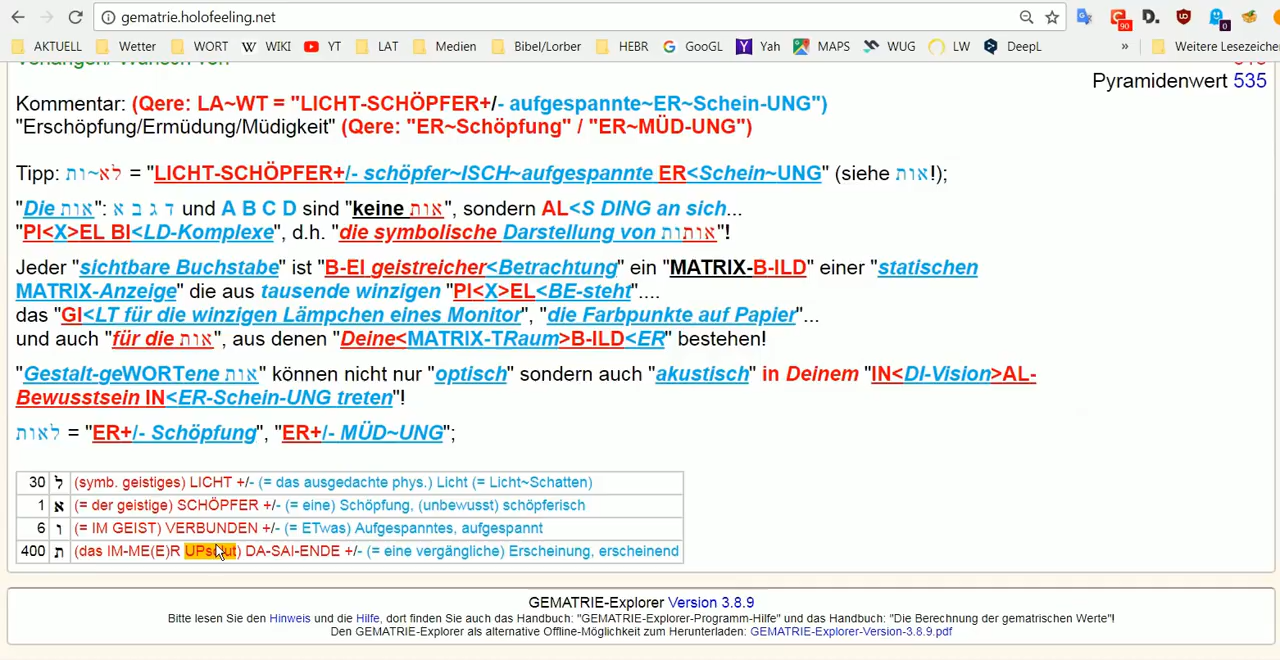 gematrie.holofeeling.net
90
0
AKTUELL Wetter WORT WIKI YT LAT Medien Bibel/Lorber HEBR GooGL Yah MAPS WUG LW DeepL » Weitere Lesezeichen
Pyramidenwert 535
Kommentar: (Qere: LA~WT = "LICHT-SCHÖPFER+/- aufgespannte~ER~Schein-UNG")
"Erschöpfung/Ermüdung/Müdigkeit" (Qere: "ER~Schöpfung" / "ER~MÜD-UNG")
Tipp: לא~ות = "LICHT-SCHÖPFER+/- schöpfer~ISCH~aufgespannte ER<Schein~UNG" (siehe אות!);
"Die אות": א ב ג ד und A B C D sind "keine אות", sondern AL<S DING an sich...
"PI<X>EL BI<LD-Komplexe", d.h. "die symbolische Darstellung von אותות"!
Jeder "sichtbare Buchstabe" ist "B-EI geistreicher<Betrachtung" ein "MATRIX-B-ILD" einer "statischen
MATRIX-Anzeige" die aus tausende winzigen "PI<X>EL<BE-steht"....
das "GI<LT für die winzigen Lämpchen eines Monitor", "die Farbpunkte auf Papier"...
und auch "für die אות", aus denen "Deine<MATRIX-TRaum>B-ILD<ER" bestehen!
"Gestalt-geWORTene אות" können nicht nur "optisch" sondern auch "akustisch" in Deinem "IN<DI-Vision>AL-
Bewusstsein IN<ER-Schein-UNG treten"!
לאות = "ER+/- Schöpfung", "ER+/- MÜD~UNG";
30 ל (symb. geistiges) LICHT +/- (= das ausgedachte phys.) Licht (= Licht~Schatten)
1 א (= der geistige) SCHÖPFER +/- (= eine) Schöpfung, (unbewusst) schöpferisch
6 ו (= IM GEIST) VERBUNDEN +/- (= ETwas) Aufgespanntes, aufgespannt
400 ת (das IM-ME(E)R DA-SAI-ENDE +/- (= eine vergängliche) Erscheinung, erscheinend
GEMATRIE-Explorer Version 3.8.9
Bitte lesen Sie den Hinweis und die Hilfe, dort finden Sie auch das Handbuch: "GEMATRIE-Explorer-Programm-Hilfe" und das Handbuch: "Die Berechnung der gematrischen Werte"!
Den GEMATRIE-Explorer als alternative Offline-Möglichkeit zum Herunterladen: GEMATRIE-Explorer-Version-3.8.9.pdf